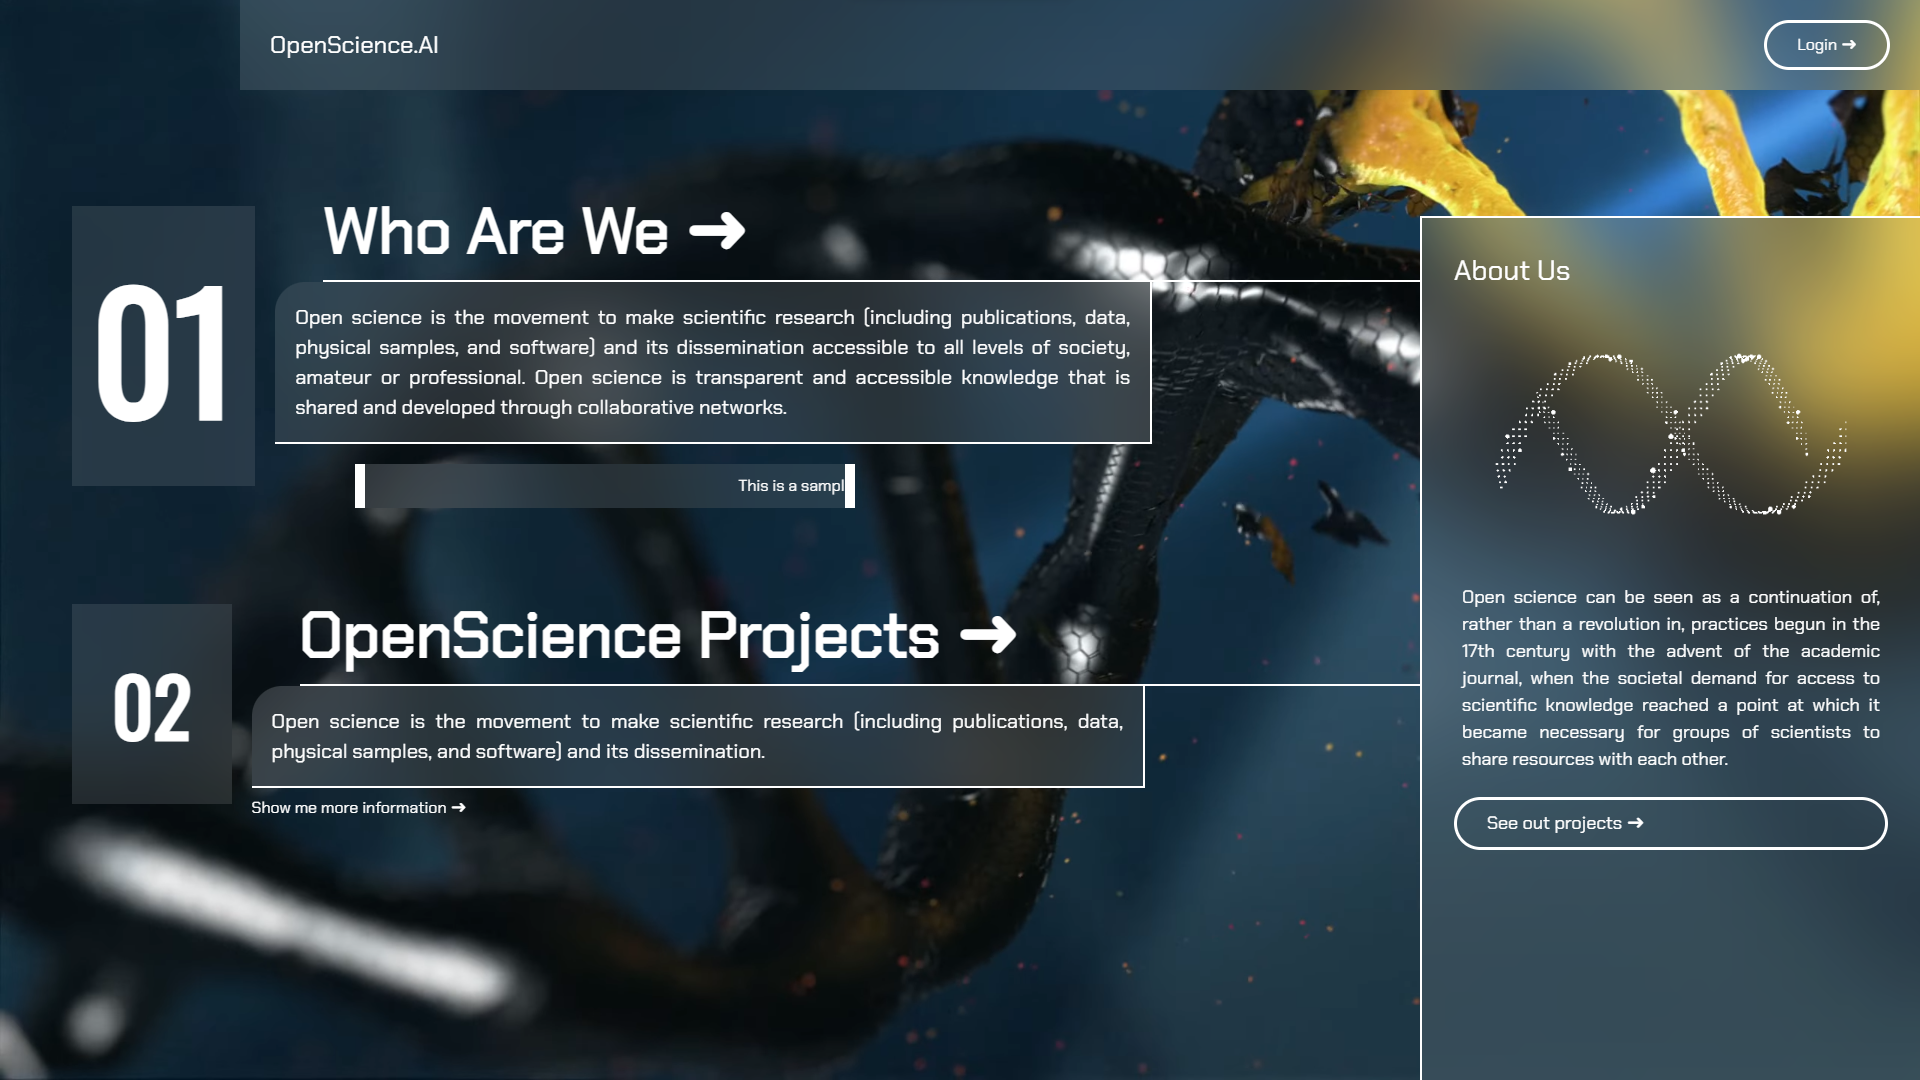 OpenScience.AI
Login ➜
01
Who Are We ➜
Open science is the movement to make scientific research (including publications, data,
physical samples, and software) and its dissemination accessible to all levels of society,
amateur or professional. Open science is transparent and accessible knowledge that is
shared and developed through collaborative networks.
This is a sampl
02
OpenScience Projects ➜
Open science is the movement to make scientific research (including publications, data,
physical samples, and software) and its dissemination.
Show me more information ➜
About Us
Open science can be seen as a continuation of,
rather than a revolution in, practices begun in the
17th century with the advent of the academic
journal, when the societal demand for access to
scientific knowledge reached a point at which it
became necessary for groups of scientists to
share resources with each other.
See out projects ➜